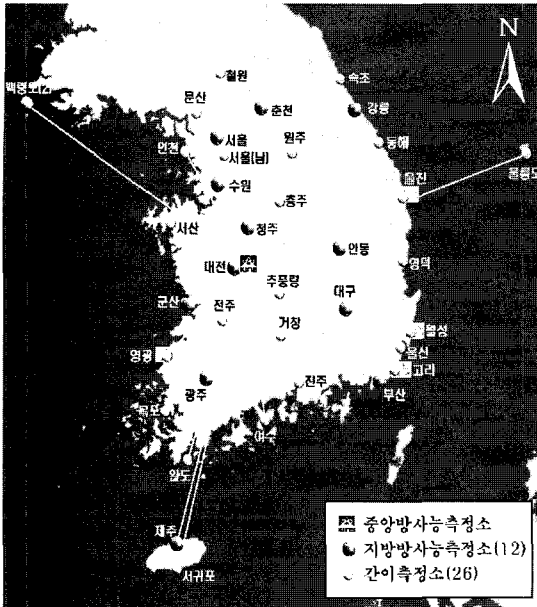 N
철원
속초
백령도(2)
문산
춘천
강릉
서울
원주
동해
인천
서울(남)
울릉도
울진
수원
충주
서산
청주
안동
대전
영덕
추풍령
군산
전주
대구
거창
월성
울산
영광
고리
진주
광주
부산
목포
여수
완도
제주
서귀포
중앙방사능측정소
지방방사능측정소(12)
간이측정소(26)